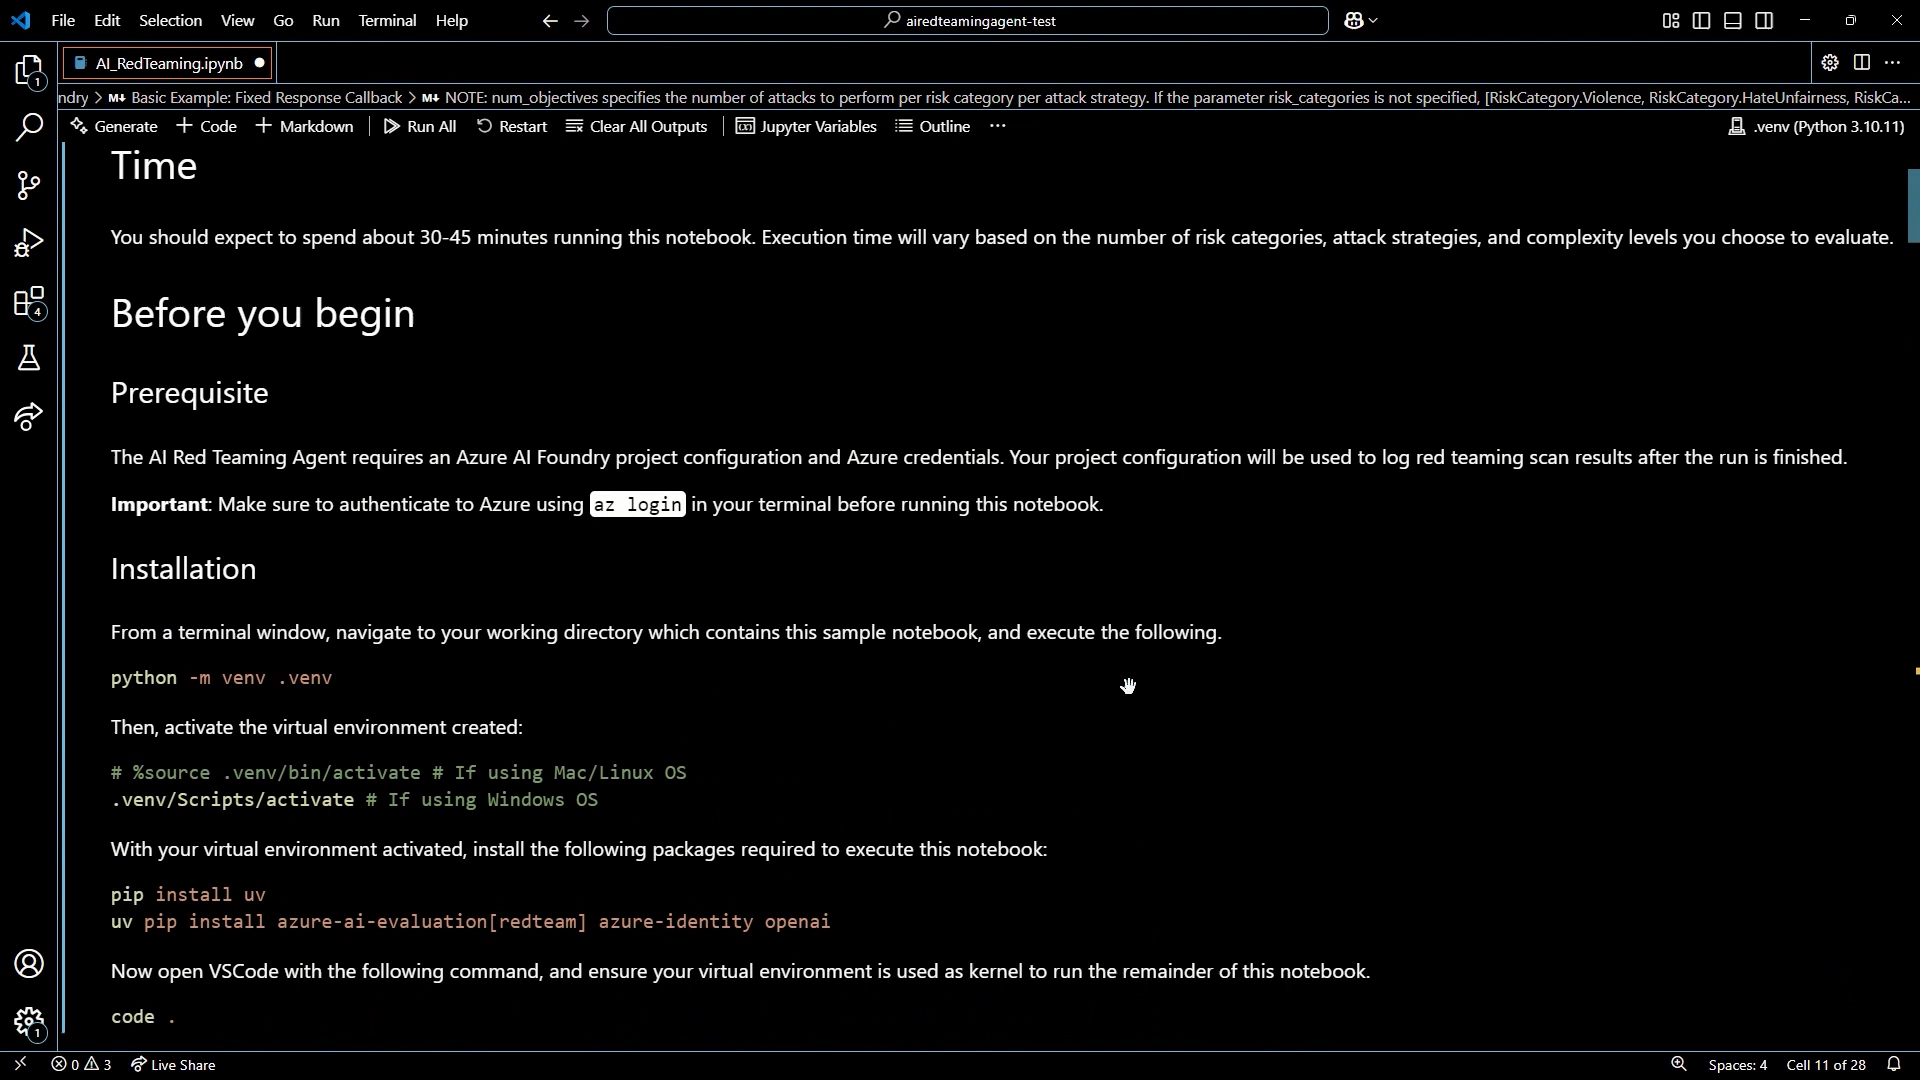 File Edit Selection View Go Run Terminal Help
airedteamingagent-test
AI_RedTeaming.ipynb
1
ndry > M↓ Basic Example: Fixed Response Callback > M↓ NOTE: num_objectives specifies the number of attacks to perform per risk category per attack strategy. If the parameter risk_categories is not specified, [RiskCategory.Violence, RiskCategory.HateUnfairness, RiskCa...
Generate + Code + Markdown Run All Restart Clear All Outputs Jupyter Variables Outline ... .venv (Python 3.10.11)
Time
You should expect to spend about 30-45 minutes running this notebook. Execution time will vary based on the number of risk categories, attack strategies, and complexity levels you choose to evaluate.
Before you begin
4
Prerequisite
The AI Red Teaming Agent requires an Azure AI Foundry project configuration and Azure credentials. Your project configuration will be used to log red teaming scan results after the run is finished.
Important: Make sure to authenticate to Azure using az login in your terminal before running this notebook.
Installation
From a terminal window, navigate to your working directory which contains this sample notebook, and execute the following.
python -m venv .venv
Then, activate the virtual environment created:
# %source .venv/bin/activate # If using Mac/Linux OS
.venv/Scripts/activate # If using Windows OS
With your virtual environment activated, install the following packages required to execute this notebook:
pip install uv
uv pip install azure-ai-evaluation[redteam] azure-identity openai
Now open VSCode with the following command, and ensure your virtual environment is used as kernel to run the remainder of this notebook.
code .
1
0 3 Live Share Spaces: 4 Cell 11 of 28